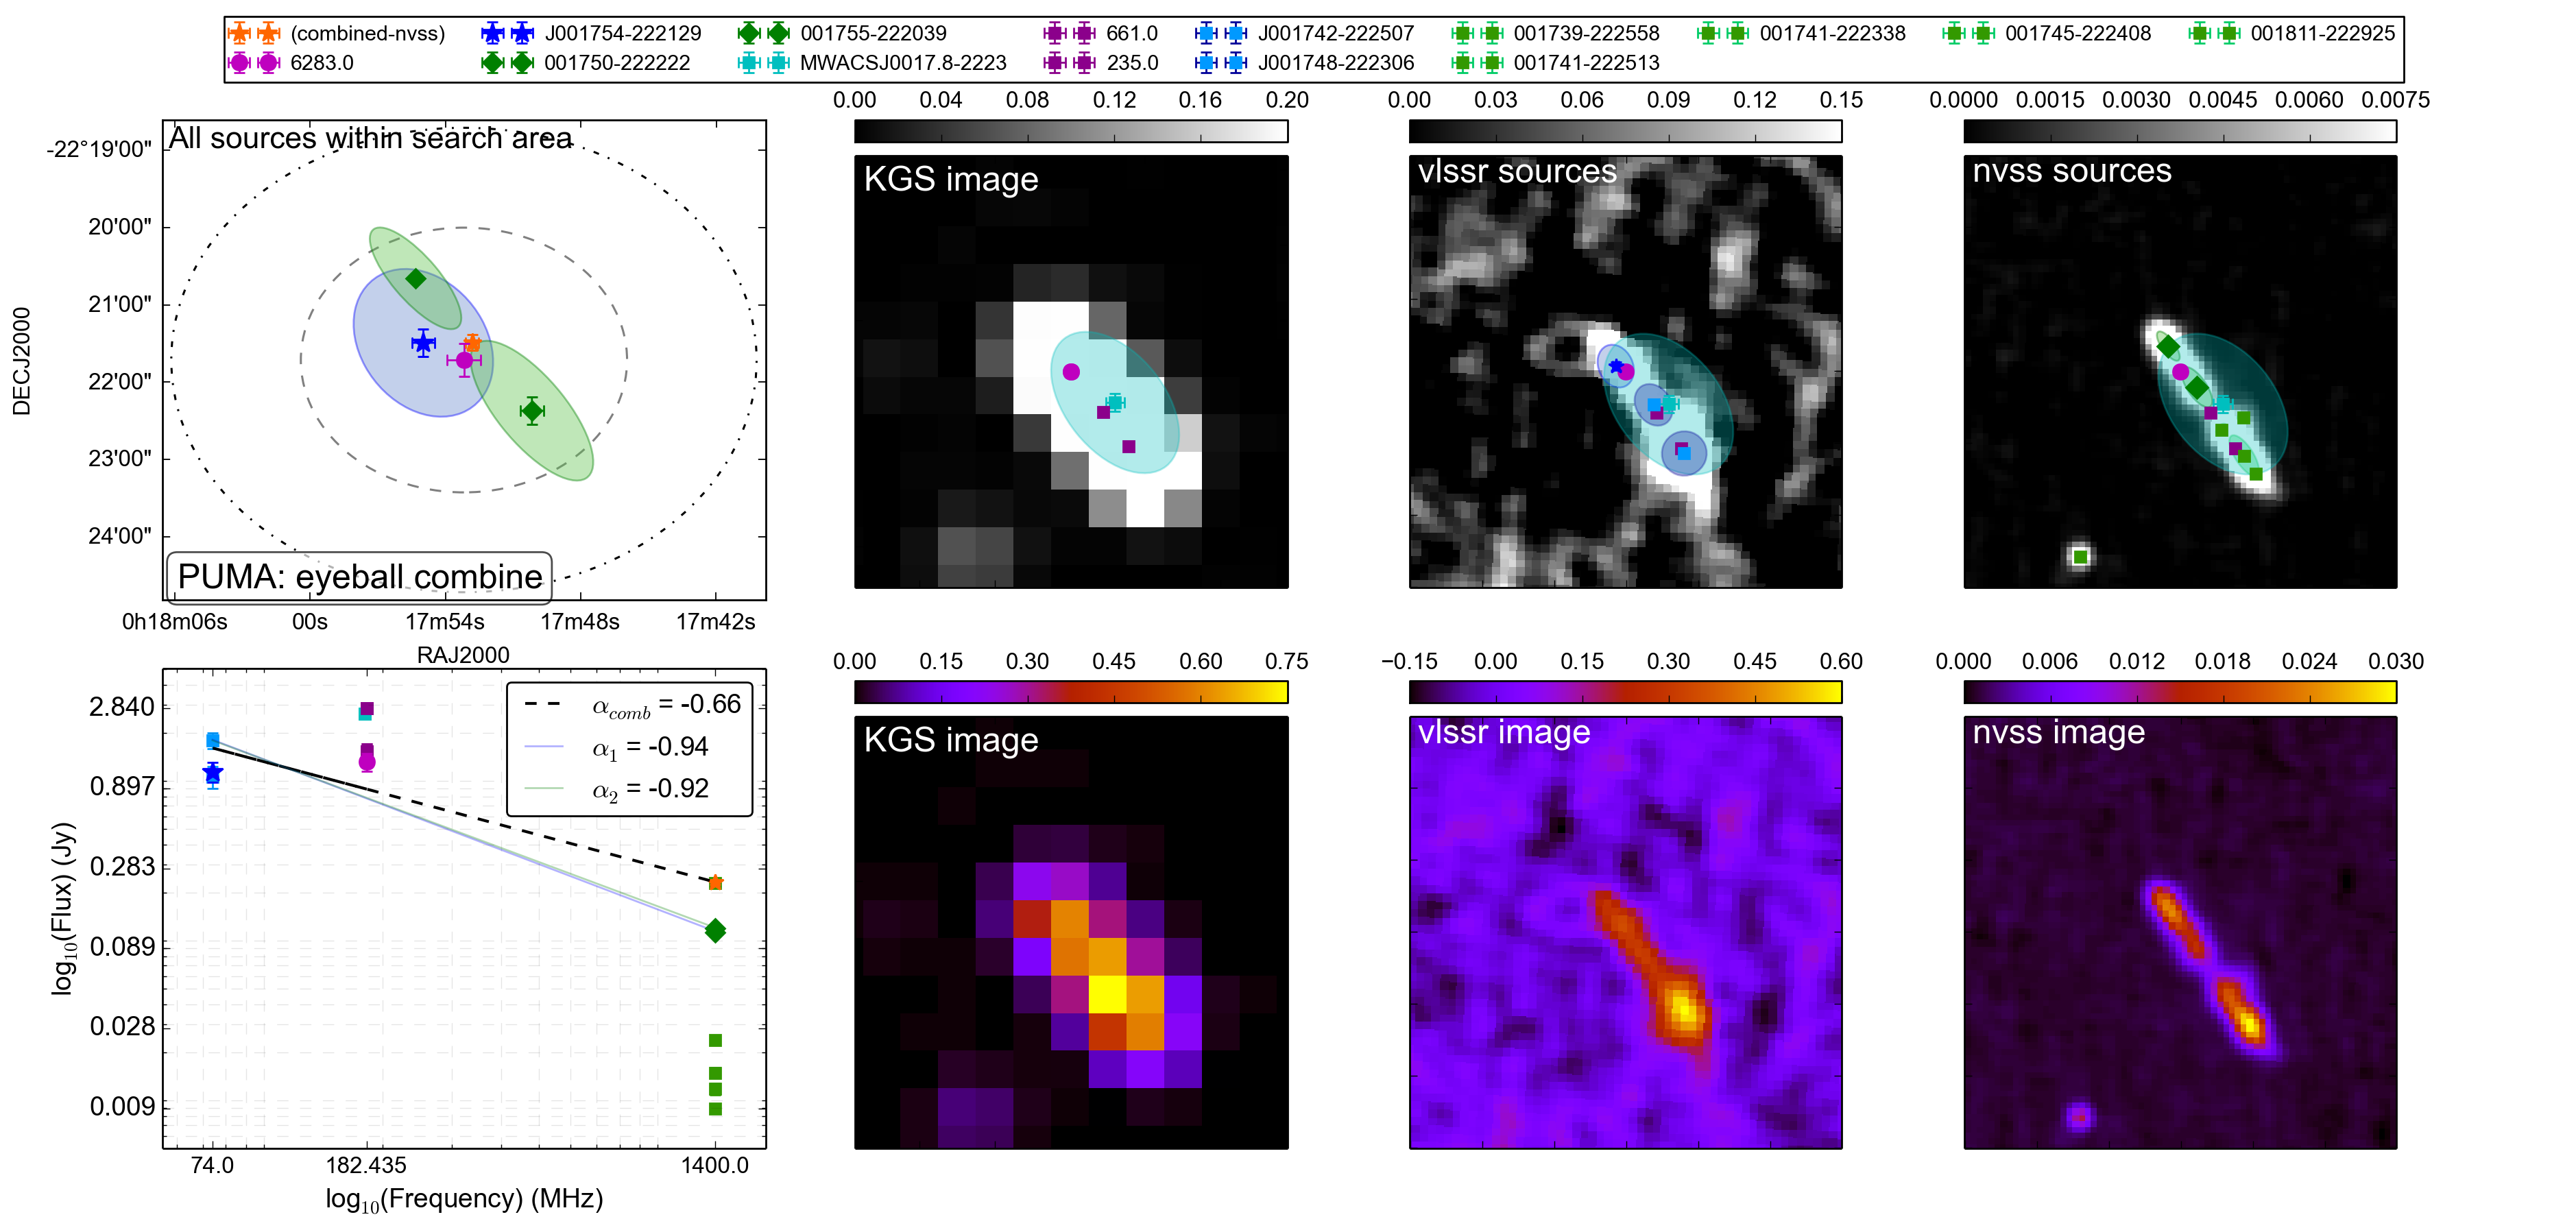 (combined-nvss) J001754-222129 001755-222039 661.0 J001742-222507 001739-222558 001741-222338 001745-222408 001811-222925
6283.0 001750-222222 MWACSJ0017.8-2223 235.0 J001748-222306 001741-222513
0.00 0.04 0.08 0.12 0.16 0.20
0.00 0.03 0.06 0.09 0.12 0.15
0.0000 0.0015 0.0030 0.0045 0.0060 0.0075
All sources within search area
KGS image
vlssr sources
nvss sources
DECJ2000
-22°19'00"
20'00"
21'00"
22'00"
23'00"
24'00"
PUMA: eyeball combine
0h18m06s 00s 17m54s 17m48s 17m42s
RAJ2000
0.00 0.15 0.30 0.45 0.60 0.75
−0.15 0.00 0.15 0.30 0.45 0.60
0.000 0.006 0.012 0.018 0.024 0.030
KGS image
vlssr image
nvss image
log10(Flux) (Jy)
2.840
0.897
0.283
0.089
0.028
0.009
αcomb = -0.66
α1 = -0.94
α2 = -0.92
74.0 182.435 1400.0
log10(Frequency) (MHz)